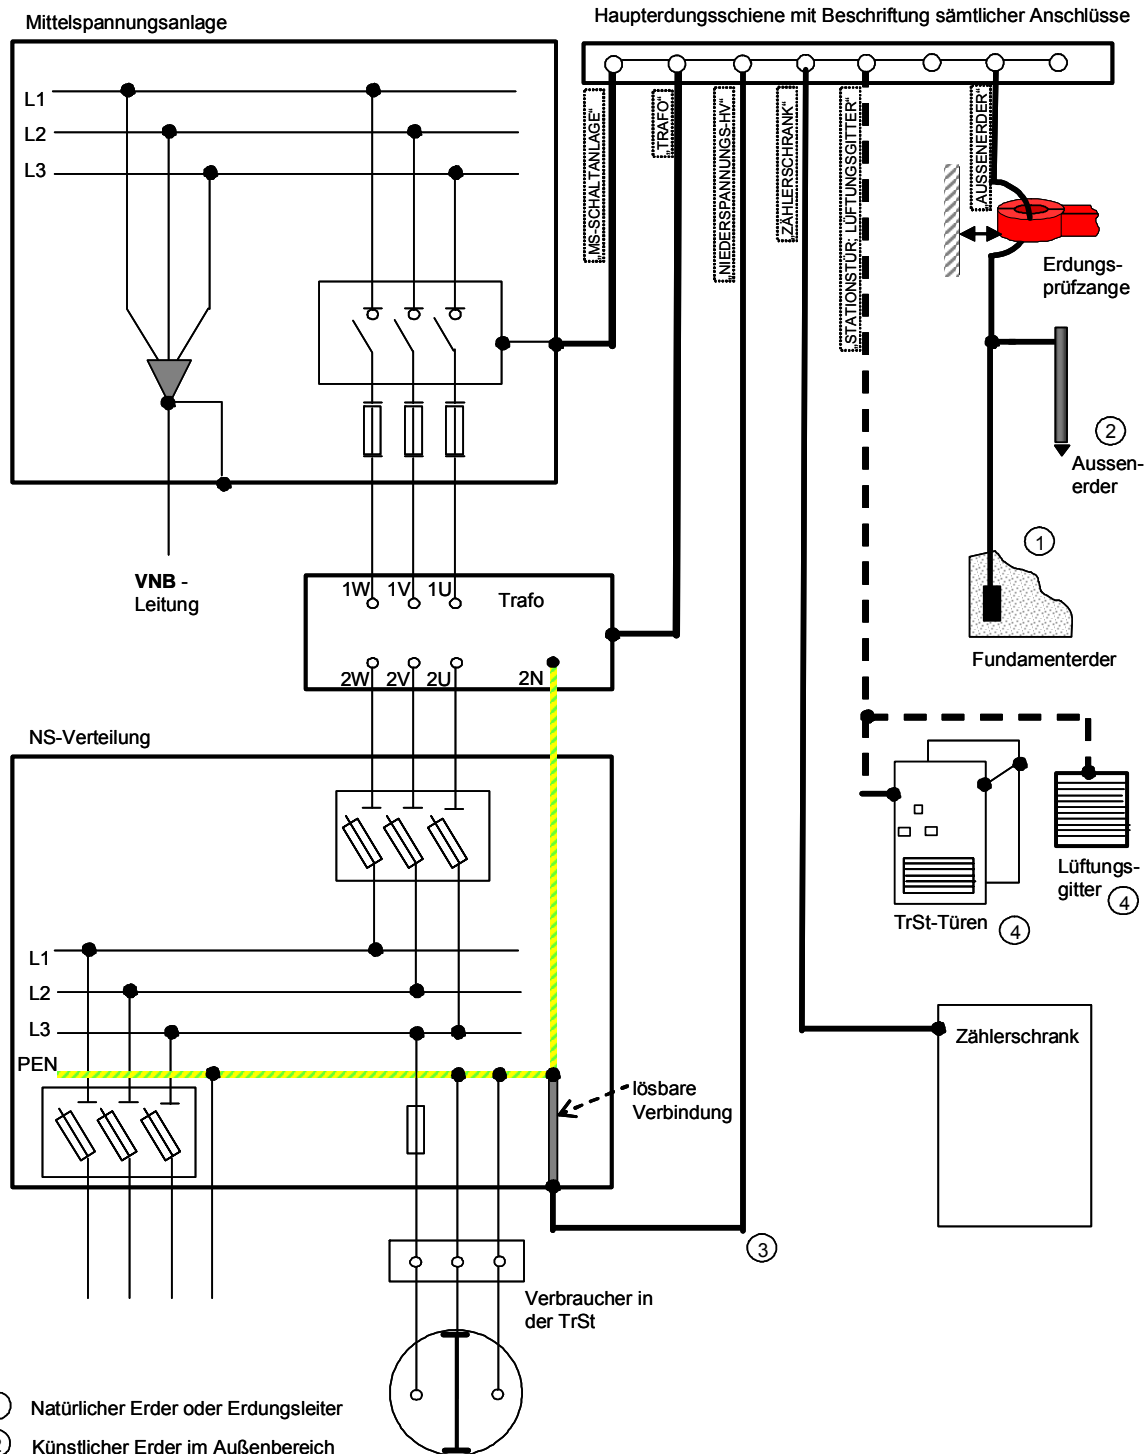 Mittelspannungsanlage
Haupterdungsschiene mit Beschriftung sämtlicher Anschlüsse
L1
L2
L3
„MS-SCHALTANLAGE“
„TRAFO“
„NIEDERSPANNUNGS-HV“
„ZÄHLERSCHRANK“
„STATIONSTÜR; LÜFTUNGSGITTER“
„AUSSENERDER“
Erdungs-
prüfzange
2
Aussen-
erder
1
Fundamenterder
VNB -
Leitung
1W 1V 1U
Trafo
2W 2V 2U 2N
NS-Verteilung
Lüftungs-
gitter 4
TrSt-Türen 4
L1
L2
L3
PEN
lösbare
Verbindung
Zählerschrank
3
Verbraucher in
der TrSt
Natürlicher Erder oder Erdungsleiter
2 Künstlicher Erder im Außenbereich